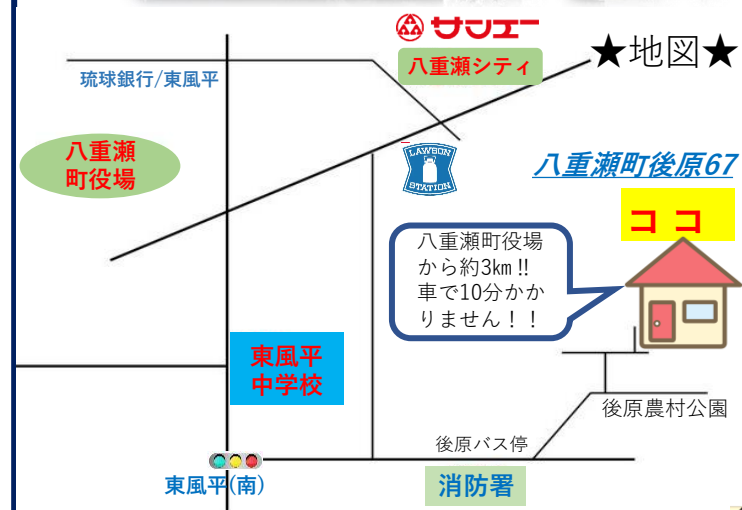 サンエー
八重瀬シティ
★地図★
琉球銀行/東風平
八重瀬
町役場
LAWSON
STATION
八重瀬町後原67
ココ
八重瀬町役場
から約3km‼
車で10分かか
りません！！
東風平
中学校
後原農村公園
後原バス停
東風平(南)
消防署